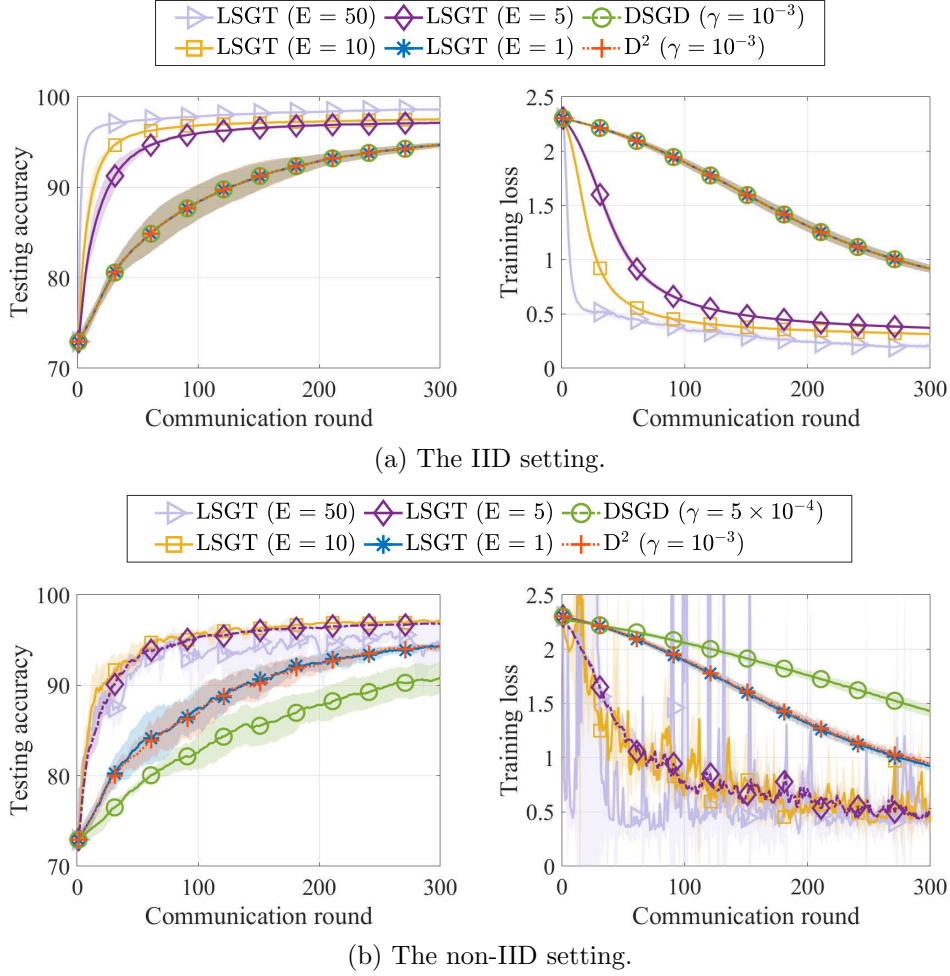 LSGT (E = 50) LSGT (E = 5) DSGD (γ = 10⁻³)
LSGT (E = 10) LSGT (E = 1) D² (γ = 10⁻³)
Testing accuracy
100
90
80
70
0 100 200 300
Communication round
Training loss
2.5
2
1.5
1
0.5
0
0 100 200 300
Communication round
(a) The IID setting.
LSGT (E = 50) LSGT (E = 5) DSGD (γ = 5 × 10⁻⁴)
LSGT (E = 10) LSGT (E = 1) D² (γ = 10⁻³)
Testing accuracy
100
90
80
70
0 100 200 300
Communication round
Training loss
2.5
2
1.5
1
0.5
0
0 100 200 300
Communication round
(b) The non-IID setting.